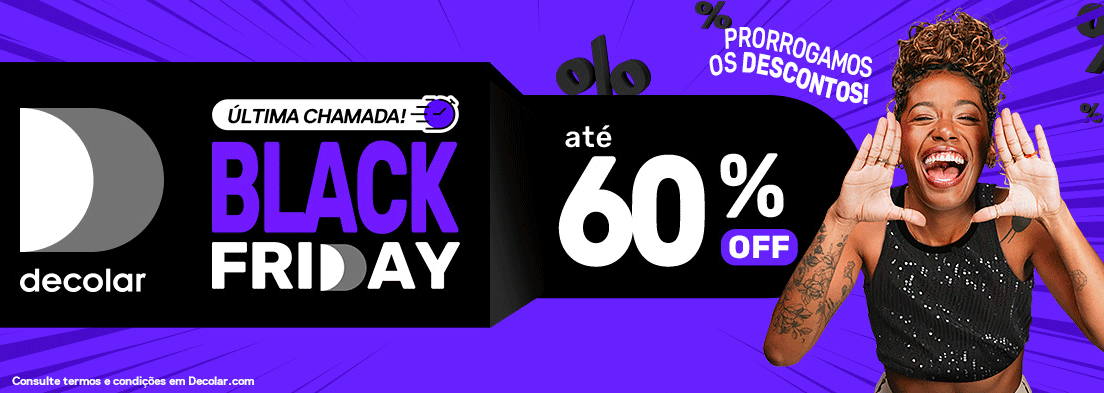 decolar
ÚLTIMA CHAMADA!
BLACK
FRIDAY
até
60%
OFF
PRORROGAMOS
OS DESCONTOS!
Consulte termos e condições em Decolar.com